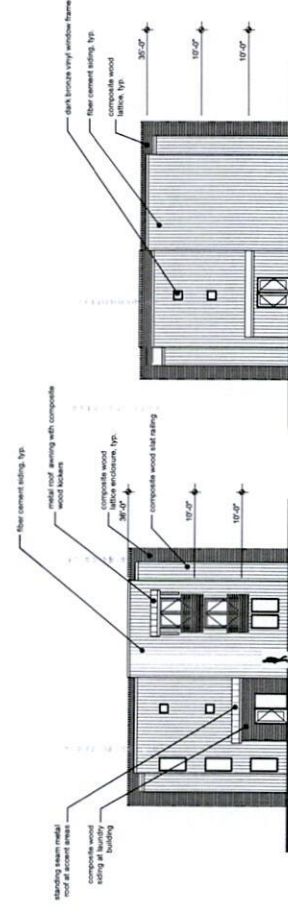 standing seam metal
roof at accent areas
composite wood
siding at laundry
building
fiber cement siding, typ.
metal roof awning with composite
wood kickers
composite wood
lattice enclosure, typ.
composite wood slat railing
36'-0"
10'-0"
10'-0"
dark bronze vinyl window frame
fiber cement siding, typ.
composite wood
lattice, typ.
35'-0"
10'-0"
10'-0"